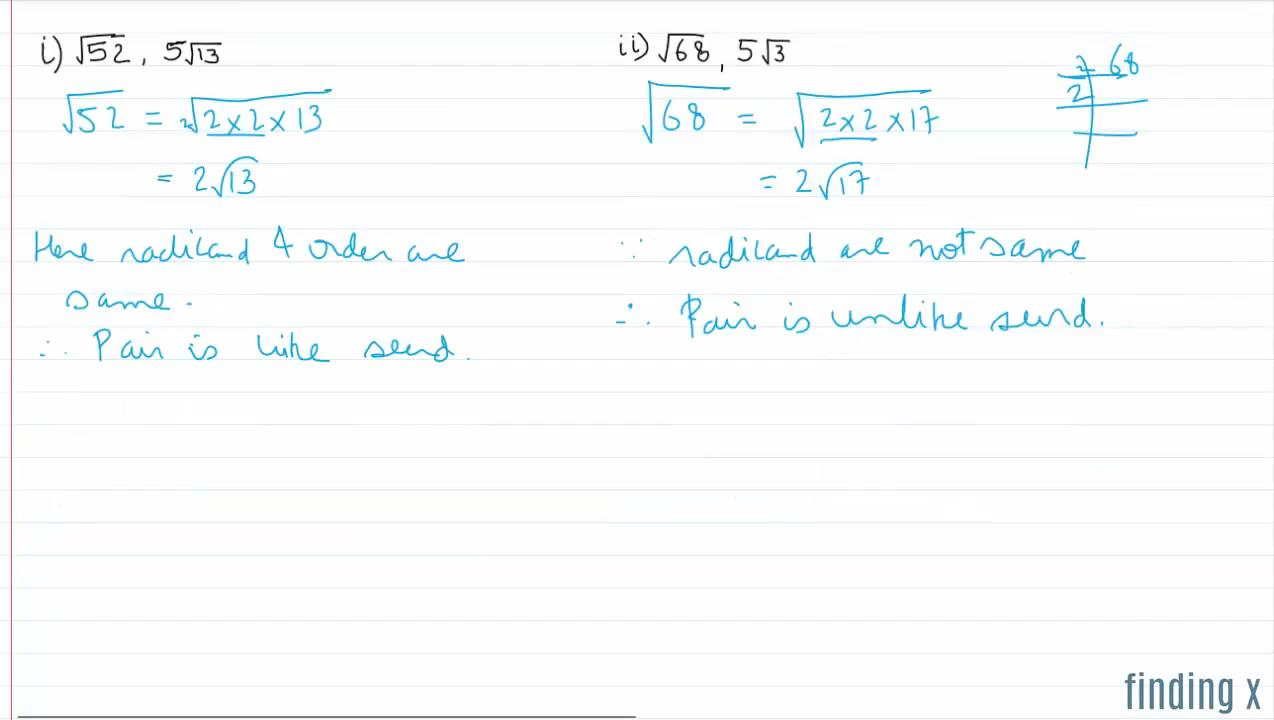 i) √52 , 5√13
√52 = ²√2 × 2 × 13
= 2√13
Here radicand & order are
same.
∴ Pair is like surd.
ii) √68 , 5√3
√68 = √2 × 2 × 17
= 2√17
∵ radicand are not same
∴ Pair is unlike surd.
2 68
2
finding x